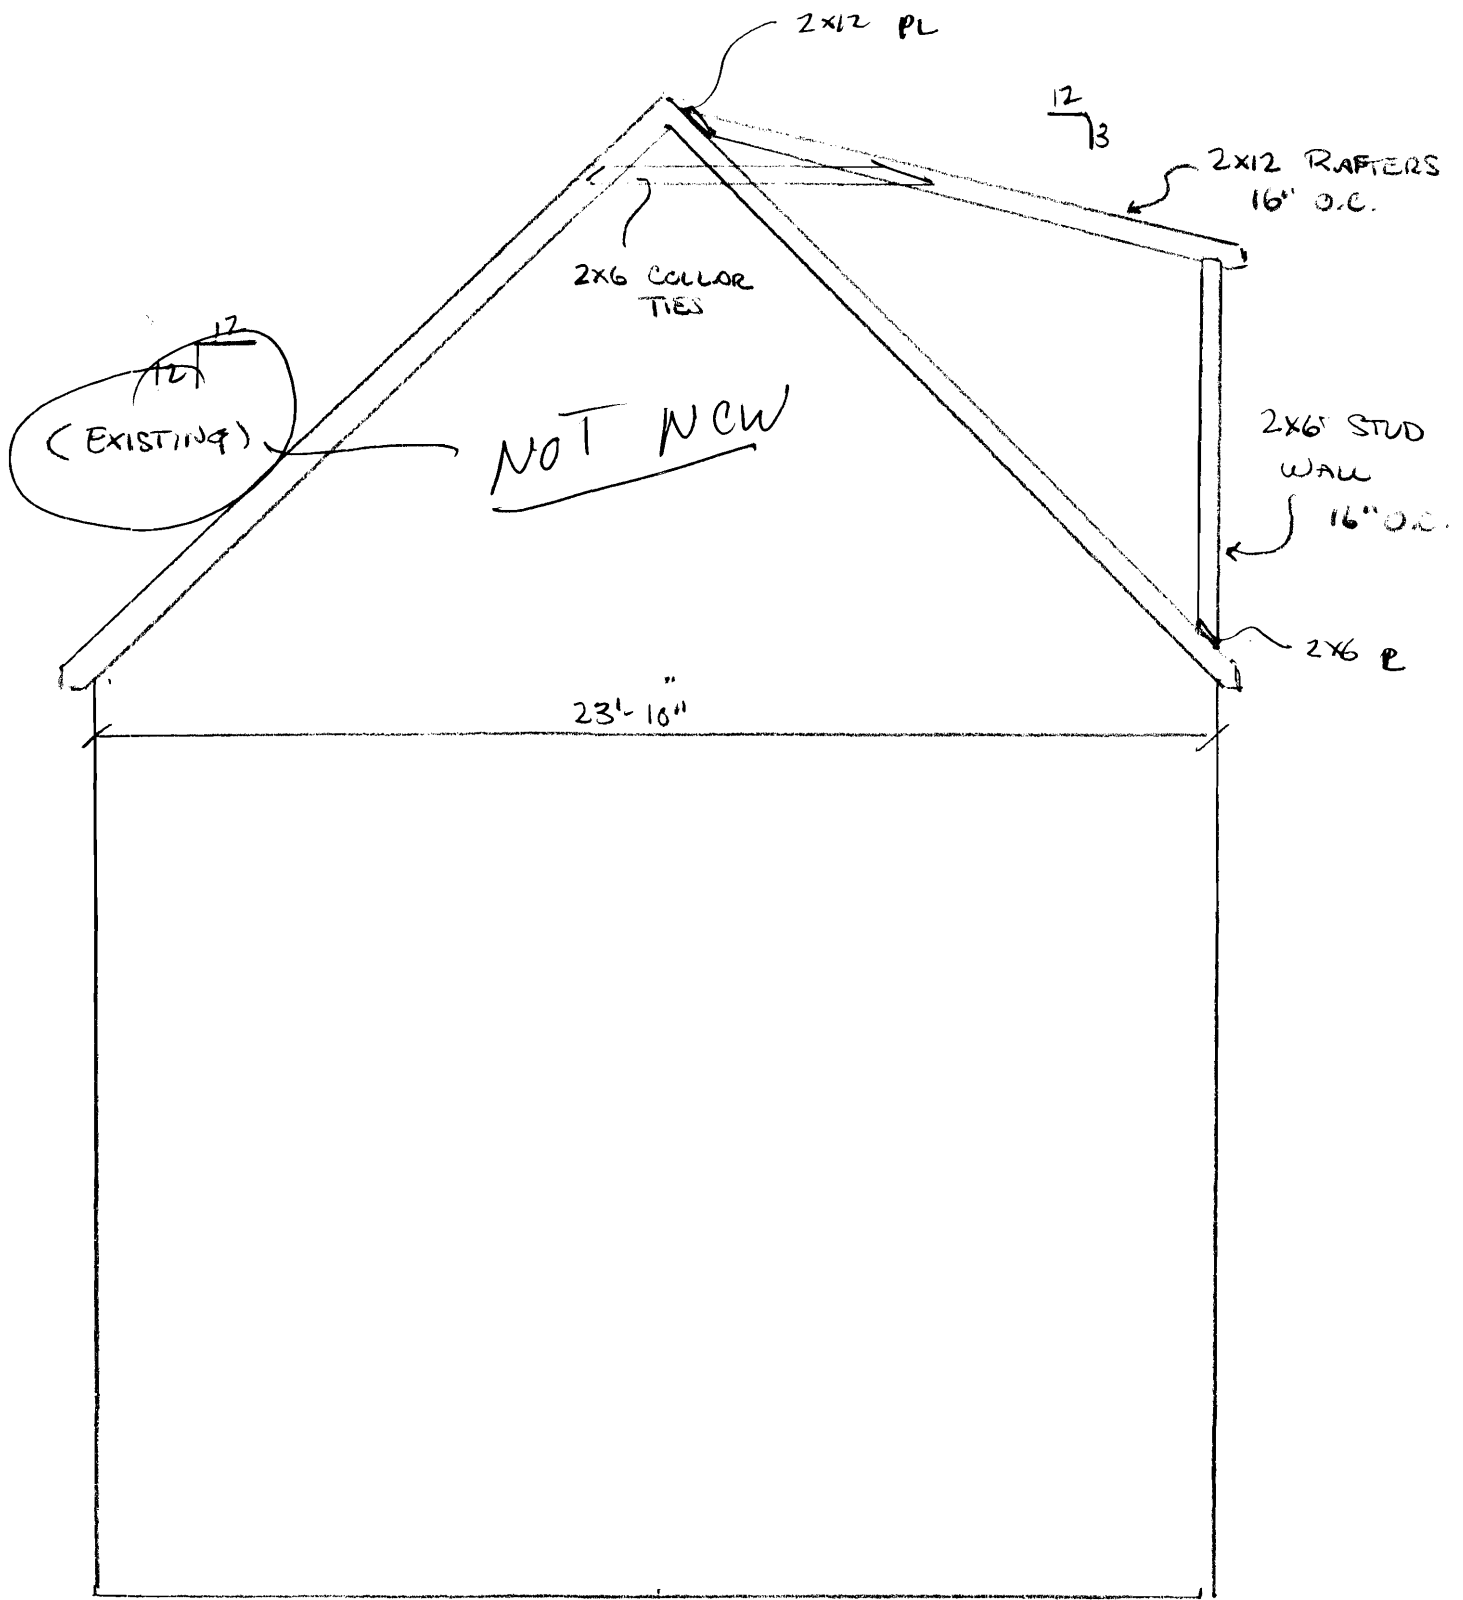 2x12 PL
12
3
2x12 RAFTERS
16" O.C.
2x6 COLLAR
TIES
12
12
(EXISTING)
NOT NEW
2x6 STUD
WALL
16" O.C.
2x6 PL
23'-10"